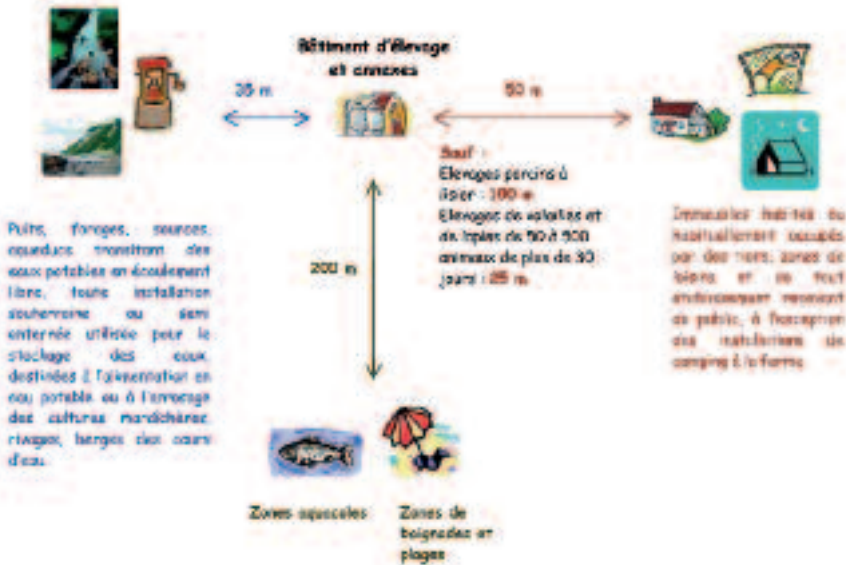 Bâtiment d'élevage
et annexes
35 m
50 m
Sauf :
Elevages porcins à
lisier : 100 m
Elevages de volailles et
de lapins de 50 à 500
animaux de plus de 30
jours : 25 m
200 m
Puits, forages, sources,
aqueducs transitant des
eaux potables en écoulement
libre, toute installation
souterraine ou semi
enterrée utilisée pour le
stockage des eaux
destinées à l'alimentation en
eau potable ou à l'arrosage
des cultures maraîchères,
rivages, berges des cours
d'eau.
Immeubles habités ou
habituellement occupés
par des tiers, zones de
loisirs et de tout
établissement recevant
du public, à l'exception
des installations de
camping à la ferme
Zones aquacoles
Zones de
baignades et
plages